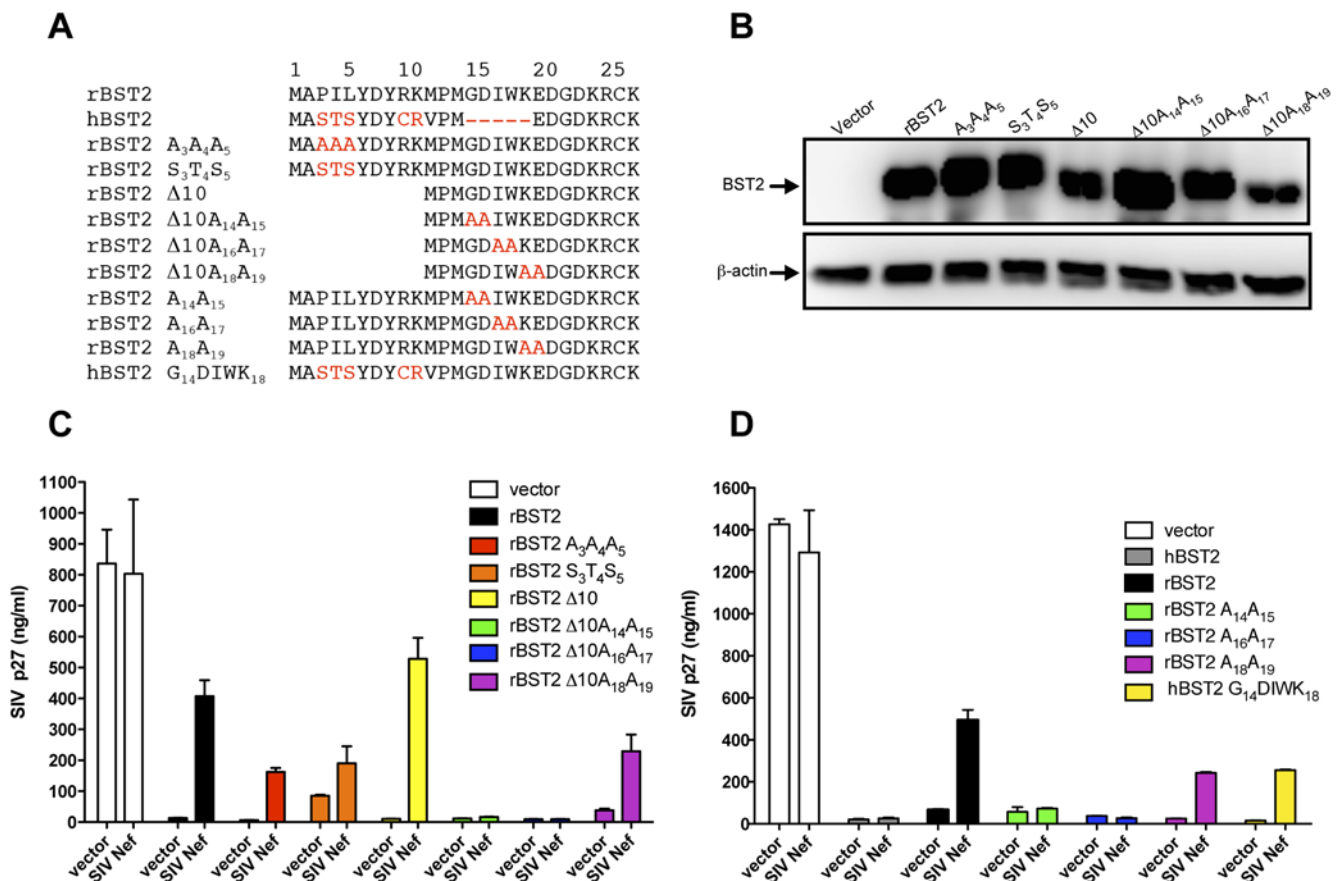 A
1 5 10 15 20 25
rBST2 MAPILYDYRKMPMGDIWKEDGDKRCK
hBST2 MASTSYDYCRVPM-----EDGDKRCK
rBST2 A₃A₄A₅ MAAAAYDYRKMPMGDIWKEDGDKRCK
rBST2 S₃T₄S₅ MASTSYDYRKMPMGDIWKEDGDKRCK
rBST2 Δ10 MPMGDIWKEDGDKRCK
rBST2 Δ10A₁₄A₁₅ MPMAAIWKEDGDKRCK
rBST2 Δ10A₁₆A₁₇ MPMGDAAKEDGDKRCK
rBST2 Δ10A₁₈A₁₉ MPMGDIWAADGDKRCK
rBST2 A₁₄A₁₅ MAPILYDYRKMPMAAIWKEDGDKRCK
rBST2 A₁₆A₁₇ MAPILYDYRKMPMGDAAKEDGDKRCK
rBST2 A₁₈A₁₉ MAPILYDYRKMPMGDIWAADGDKRCK
hBST2 G₁₄DIWK₁₈ MASTSYDYCRVPMGDIWKEDGDKRCK
B
Vector rBST2 A₃A₄A₅ S₃T₄S₅ Δ10 Δ10A₁₄A₁₅ Δ10A₁₆A₁₇ Δ10A₁₈A₁₉
BST2
β-actin
C
SIV p27 (ng/ml)
1100
1000
900
800
700
600
500
400
300
200
100
0
vector SIV Nef vector SIV Nef vector SIV Nef vector SIV Nef vector SIV Nef vector SIV Nef vector SIV Nef vector SIV Nef
vector
rBST2
rBST2 A₃A₄A₅
rBST2 S₃T₄S₅
rBST2 Δ10
rBST2 Δ10A₁₄A₁₅
rBST2 Δ10A₁₆A₁₇
rBST2 Δ10A₁₈A₁₉
D
SIV p27 (ng/ml)
1600
1400
1200
1000
800
600
400
200
0
vector SIV Nef vector SIV Nef vector SIV Nef vector SIV Nef vector SIV Nef vector SIV Nef vector SIV Nef
vector
hBST2
rBST2
rBST2 A₁₄A₁₅
rBST2 A₁₆A₁₇
rBST2 A₁₈A₁₉
hBST2 G₁₄DIWK₁₈